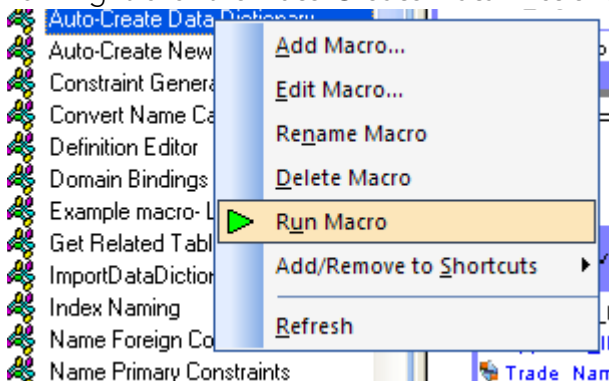 Auto-Create Data Dictionary
Auto-Create New
Constraint Genera
Convert Name Ca
Definition Editor
Domain Bindings
Example macro- L
Get Related Tabl
ImportDataDiction
Index Naming
Name Foreign Co
Name Primary Constraints
Add Macro...
Edit Macro...
Rename Macro
Delete Macro
Run Macro
Add/Remove to Shortcuts
Refresh
Trade_Nam